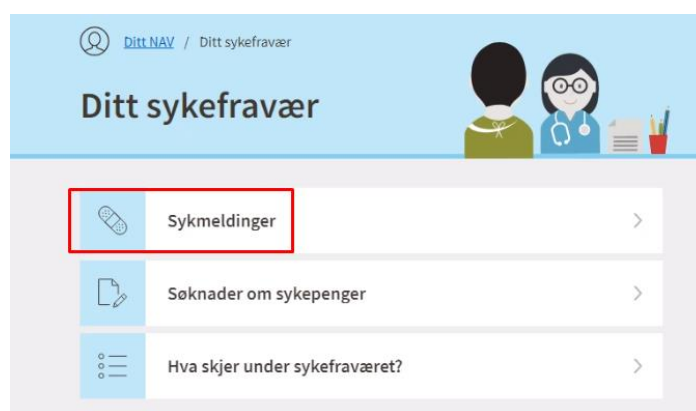 Ditt NAV / Ditt sykefravær
Ditt sykefravær
Sykmeldinger
Søknader om sykepenger
Hva skjer under sykefraværet?